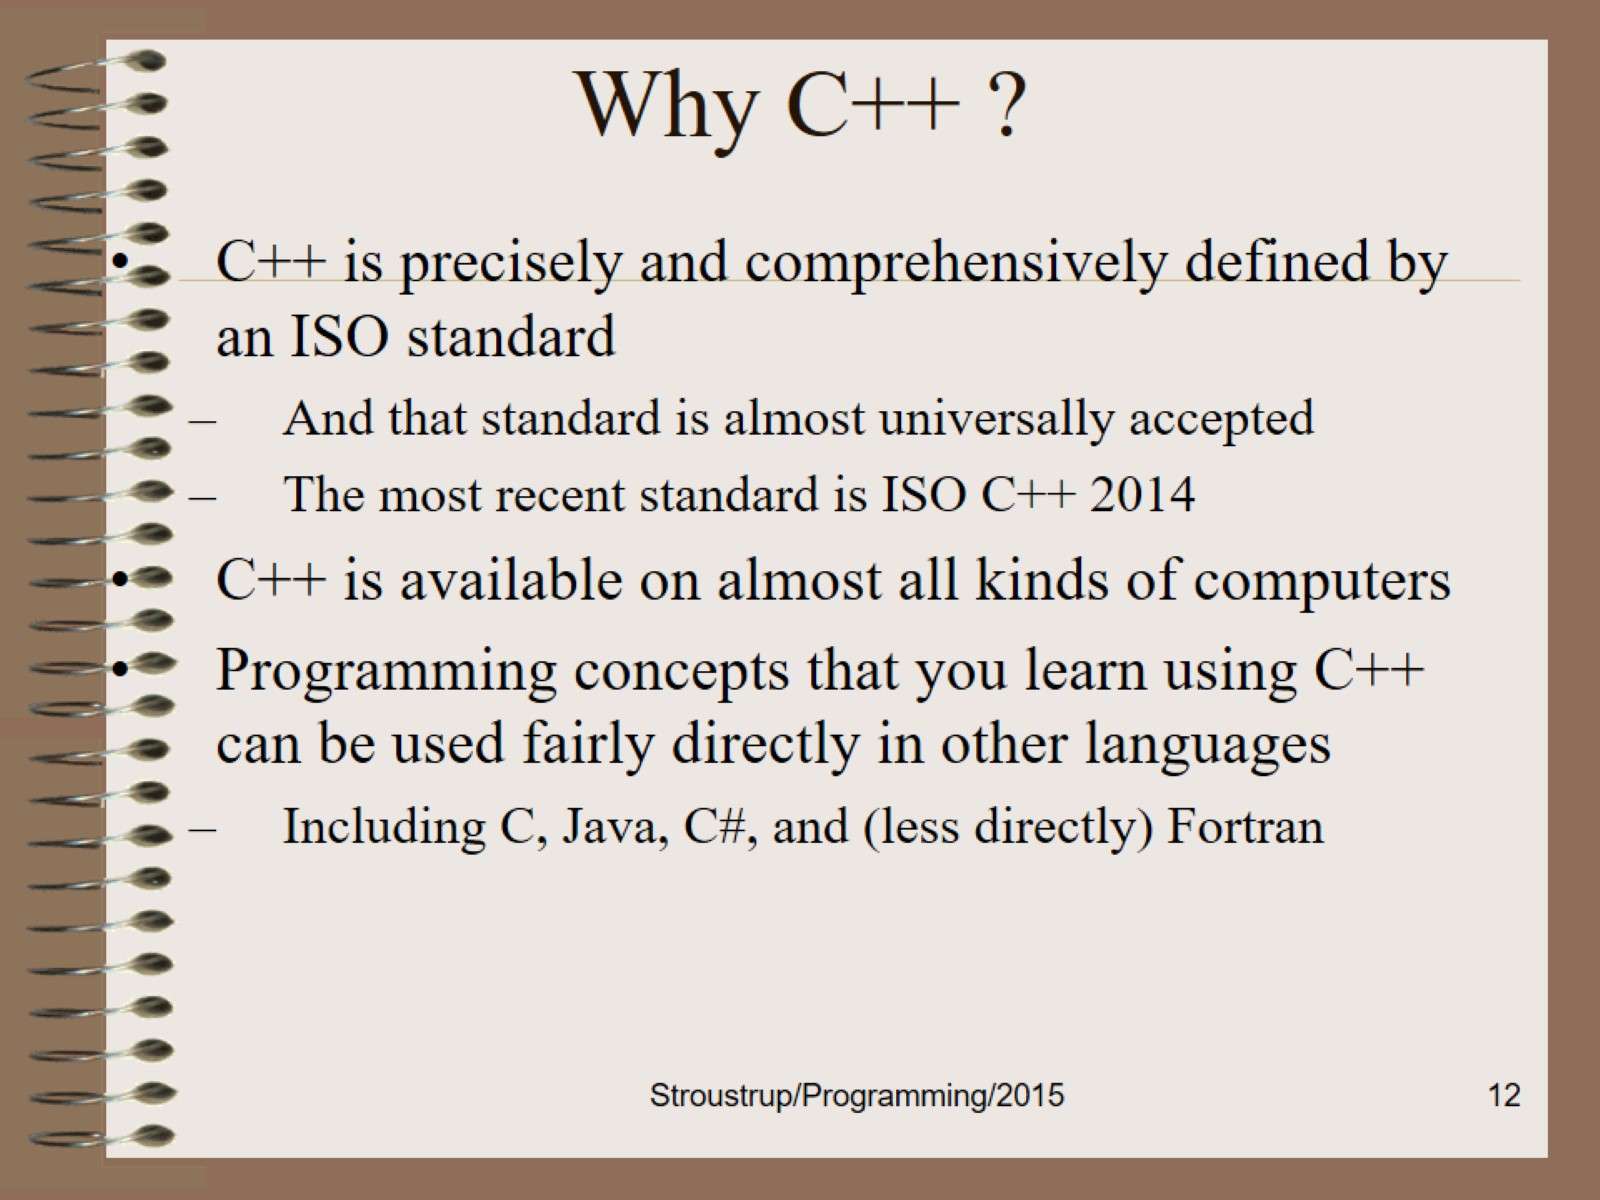 Why C++ ?
• C++ is precisely and comprehensively defined by
an ISO standard
– And that standard is almost universally accepted
– The most recent standard is ISO C++ 2014
• C++ is available on almost all kinds of computers
• Programming concepts that you learn using C++
can be used fairly directly in other languages
– Including C, Java, C#, and (less directly) Fortran
Stroustrup/Programming/2015
12